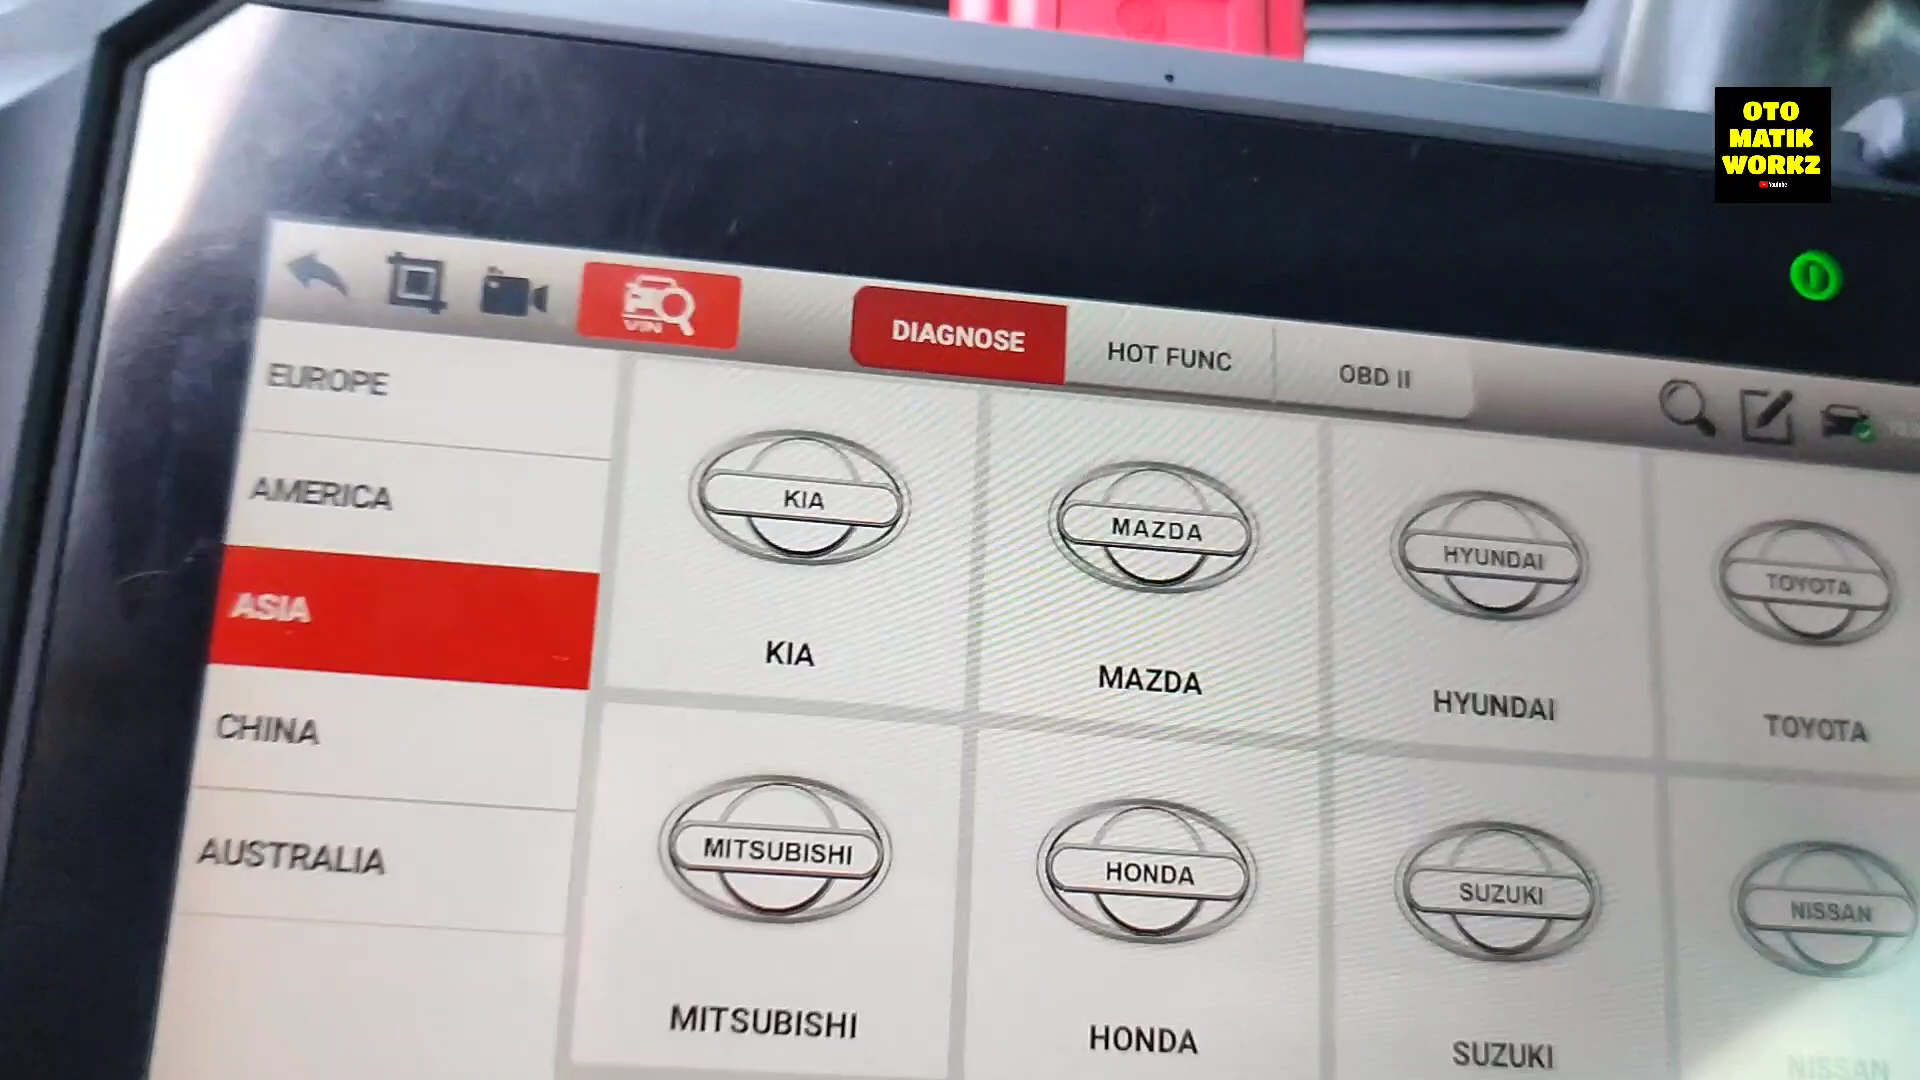 OTO
MATIK
WORKZ
YouTube
VIN
DIAGNOSE
HOT FUNC
OBD II
EUROPE
AMERICA
ASIA
CHINA
AUSTRALIA
KIA
MAZDA
HYUNDAI
TOYOTA
KIA
MAZDA
HYUNDAI
TOYOTA
MITSUBISHI
HONDA
SUZUKI
NISSAN
MITSUBISHI
HONDA
SUZUKI
NISSAN